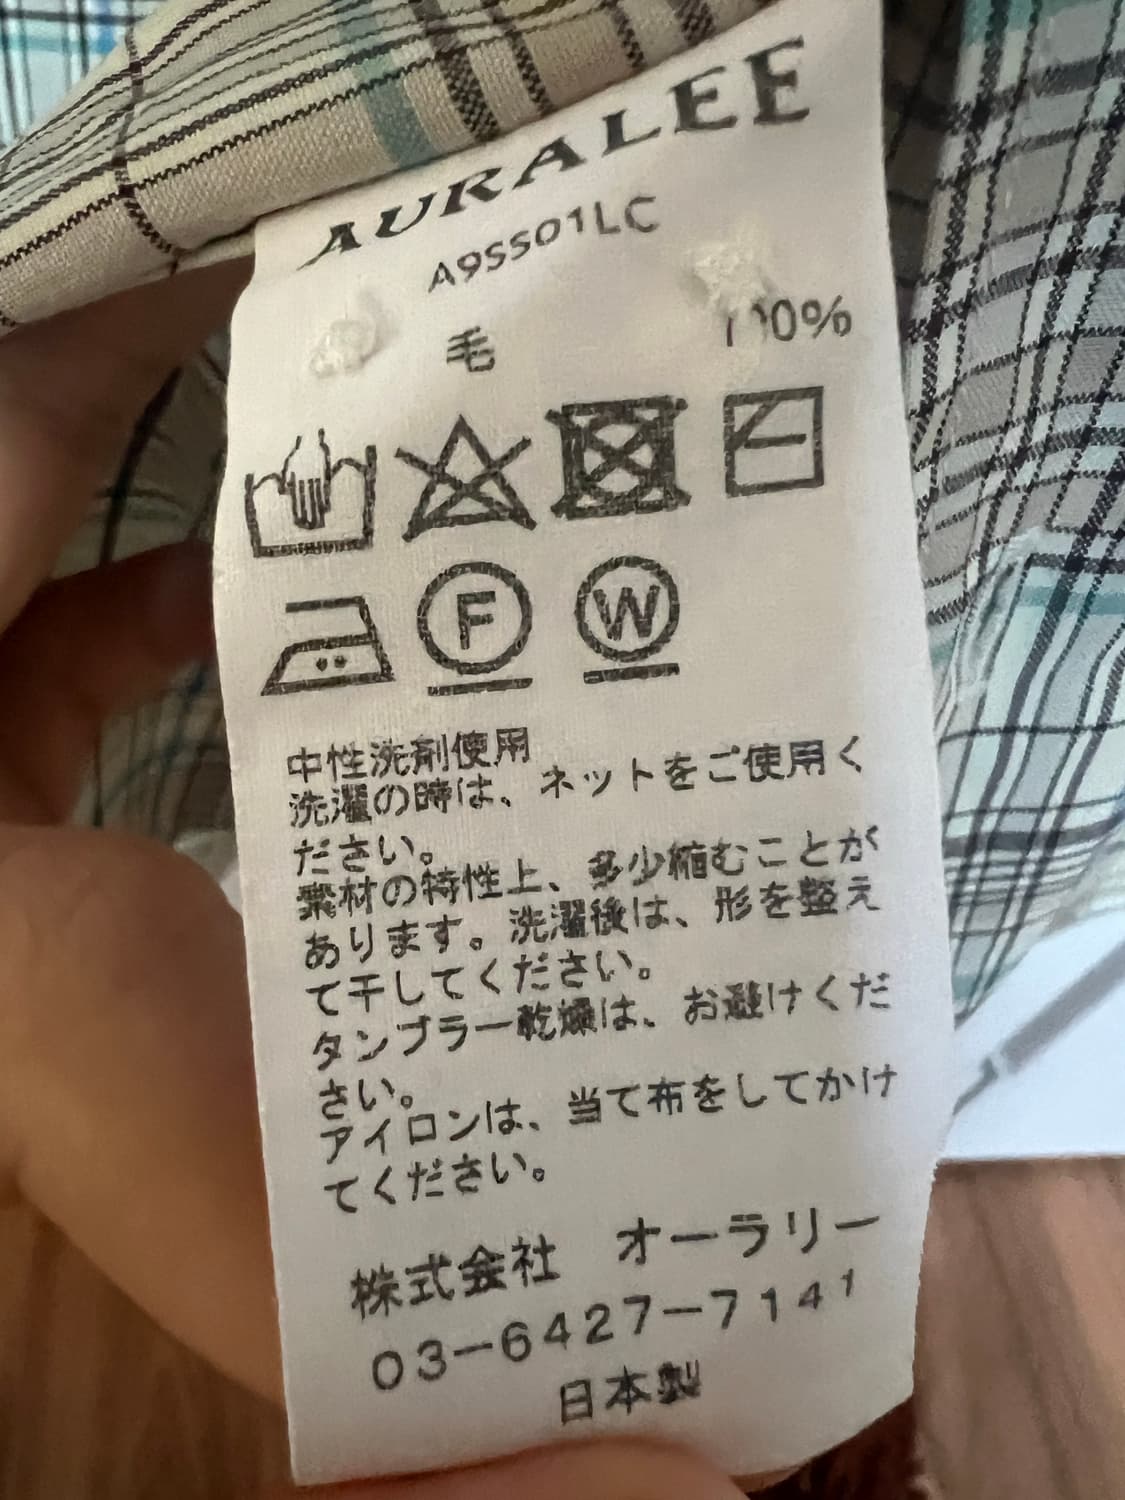 AURALEE
A9SS01LC
毛 100%
F W
中性洗剤使用
洗濯の時は、ネットをご使用く
ださい。
素材の特性上、多少縮むことが
あります。洗濯後は、形を整え
て干してください。
タンブラー乾燥は、お避けくだ
さい。
アイロンは、当て布をしてかけ
てください。
株式会社 オーラリー
03-6427-7141
日本製